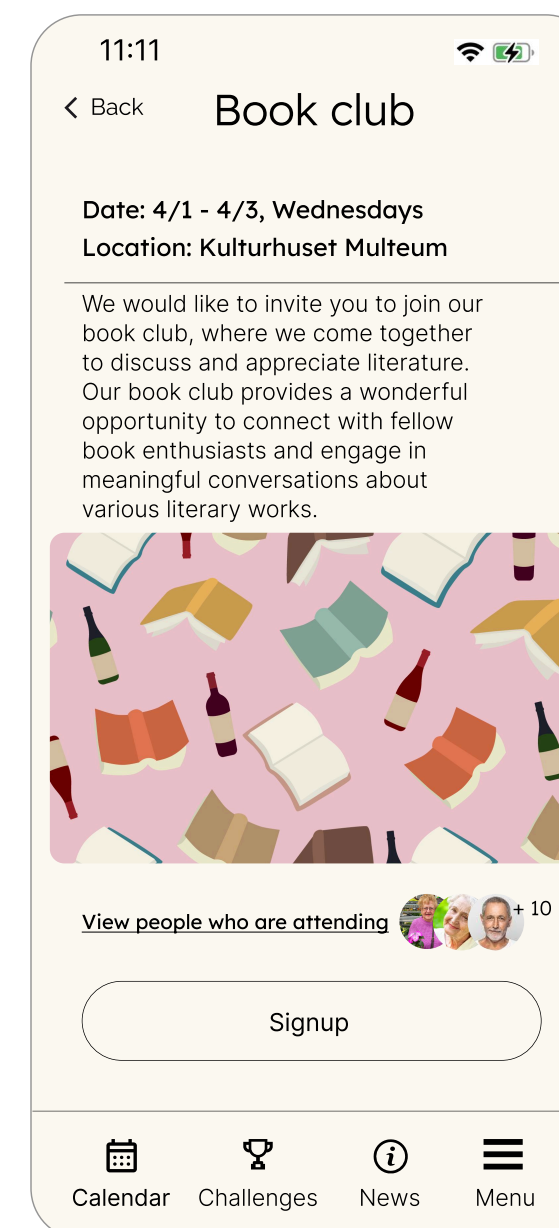 11:11
Back
Book club
Date: 4/1 - 4/3, Wednesdays
Location: Kulturhuset Multeum
We would like to invite you to join our
book club, where we come together
to discuss and appreciate literature.
Our book club provides a wonderful
opportunity to connect with fellow
book enthusiasts and engage in
meaningful conversations about
various literary works.
View people who are attending
+ 10
Signup
Calendar
Challenges
News
Menu